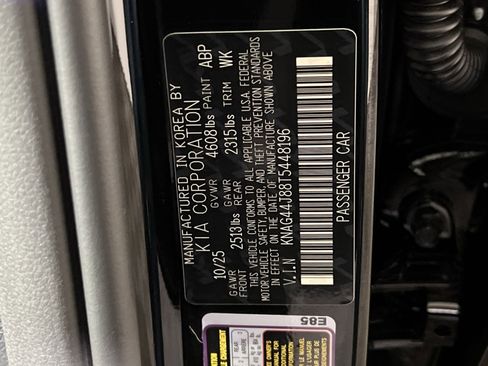 MANUFACTURED IN KOREA BY
KIA CORPORATION
10/25 GVWR 4608lbs PAINT ABP
GAWR FRONT 2513lbs GAWR REAR 2315lbs TRIM WK
THIS VEHICLE CONFORMS TO ALL APPLICABLE U.S.A. FEDERAL
MOTOR VEHICLE SAFETY, BUMPER, AND THEFT PREVENTION STANDARDS
IN EFFECT ON THE DATE OF MANUFACTURE SHOWN ABOVE
V.I.N KNAG44J88T5448196
PASSENGER CAR
E85